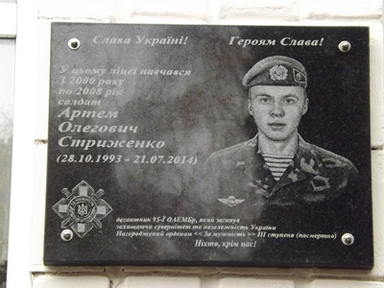 Слава Україні! Героям Слава!
У цьому ліцеї навчався
З 2000 року
по 2008 рік
солдат
Артем
Олегович
Стриженко
(28.10.1993 - 21.07.2014)
десантник 95-ї ОАЕМБр, який загинув
захищаючи суверенітет та незалежність України
Нагороджений орденом << За мужність >> III ступеня (посмертно)
Ніхто, крім нас!